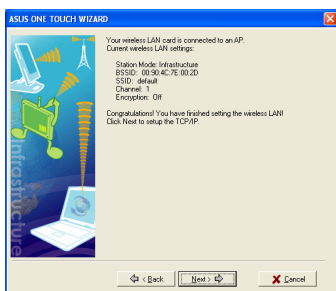 ASUS ONE TOUCH WIZARD
Your wireless LAN card is connected to an AP.
Current wireless LAN settings:
Station Mode: Infrastructure
BSSID: 00:90:4C:7E:00:2D
SSID: default
Channel: 1
Encryption: Off
Congratulations! You have finished setting the wireless LAN!
Click Next to setup the TCP/IP.
Infrastructure
< Back
Next >
Cancel